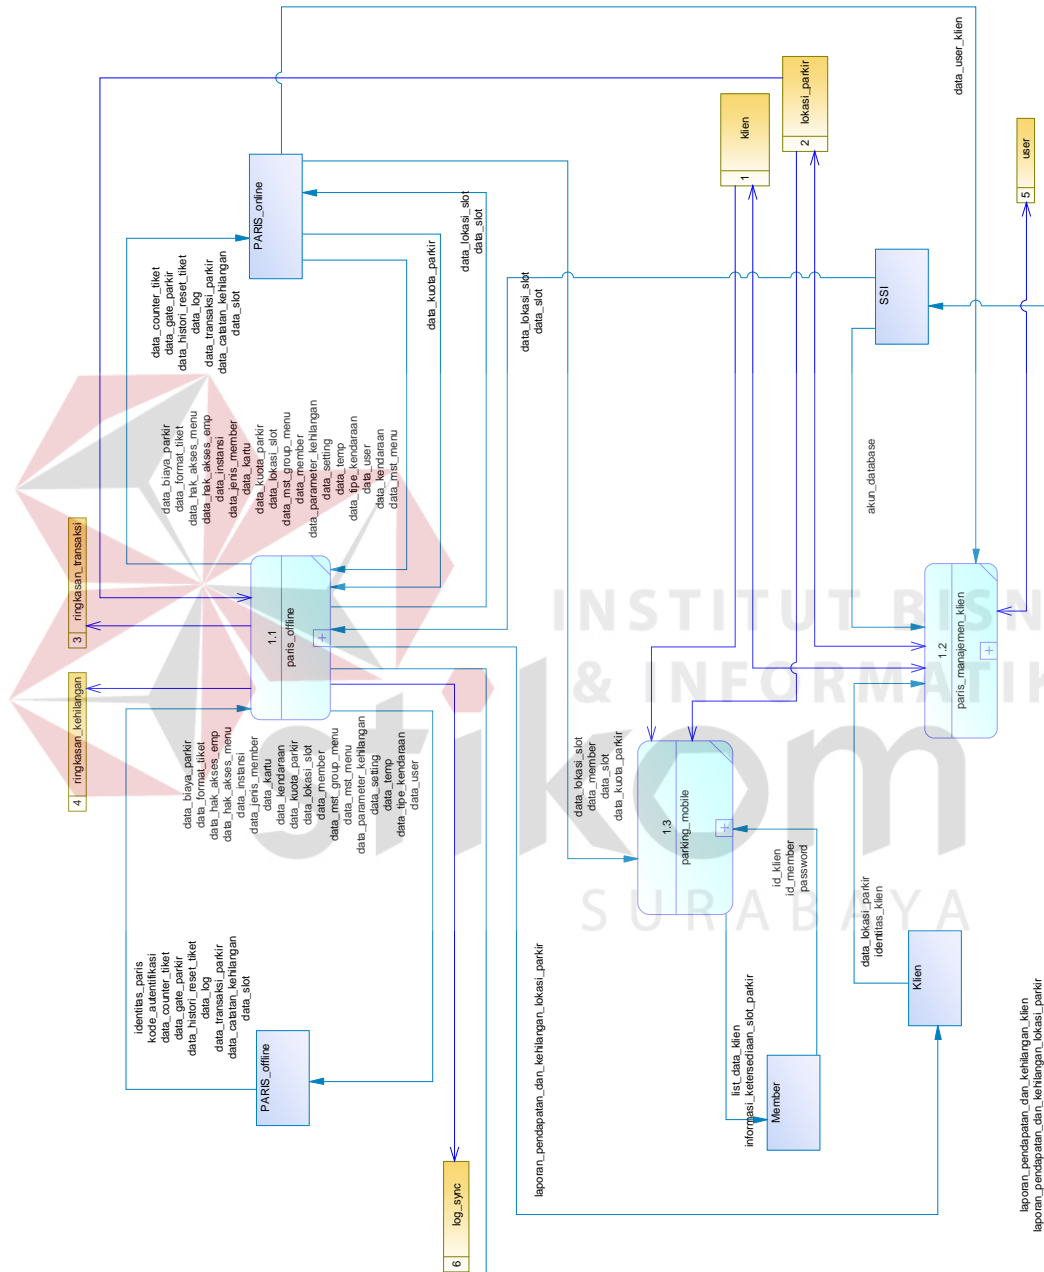 data_user_klien
lokasi_parkir
2
klien
1
user
5
PARIS_online
data_lokasi_slot
data_slot
data_kuota_parkir
data_lokasi_slot
data_slot
SSI
data_counter_tiket
data_gate_parkir
data_histori_reset_tiket
data_log
data_transaksi_parkir
data_catatan_kehilangan
data_slot
data_biaya_parkir
data_format_tiket
data_hak_akses_menu
data_hak_akses_emp
data_instansi
data_jenis_member
data_kartu
data_kuota_parkir
data_lokasi_slot
data_mst_group_menu
data_member
data_parameter_kehilangan
data_setting
data_temp
data_tipe_kendaraan
data_user
data_kendaraan
data_mst_menu
akun_database
3
ringkasan_transaksi
4
ringkasan_kehilangan
1.1
paris_offline
+
1.2
paris_manajemen_klien
+
1.3
parking_mobile
+
data_biaya_parkir
data_format_tiket
data_hak_akses_emp
data_hak_akses_menu
data_instansi
data_jenis_member
data_kartu
data_kendaraan
data_kuota_parkir
data_lokasi_slot
data_member
data_mst_group_menu
data_mst_menu
data_parameter_kehilangan
data_setting
data_temp
data_tipe_kendaraan
data_user
data_lokasi_slot
data_member
data_slot
data_kuota_parkir
id_klien
id_member
password
data_lokasi_parkir
identitas_klien
Klien
identitas_paris
kode_autentifikasi
data_counter_tiket
data_gate_parkir
data_histori_reset_tiket
data_log
data_transaksi_parkir
data_catatan_kehilangan
data_slot
PARIS_offline
laporan_pendapatan_dan_kehilangan_lokasi_parkir
list_data_klien
informasi_ketersediaan_slot_parkir
Member
laporan_pendapatan_dan_kehilangan_klien
laporan_pendapatan_dan_kehilangan_lokasi_parkir
6
log_sync
INSTITUT BISN
& INFORMATIK
stikom
SURABAYA